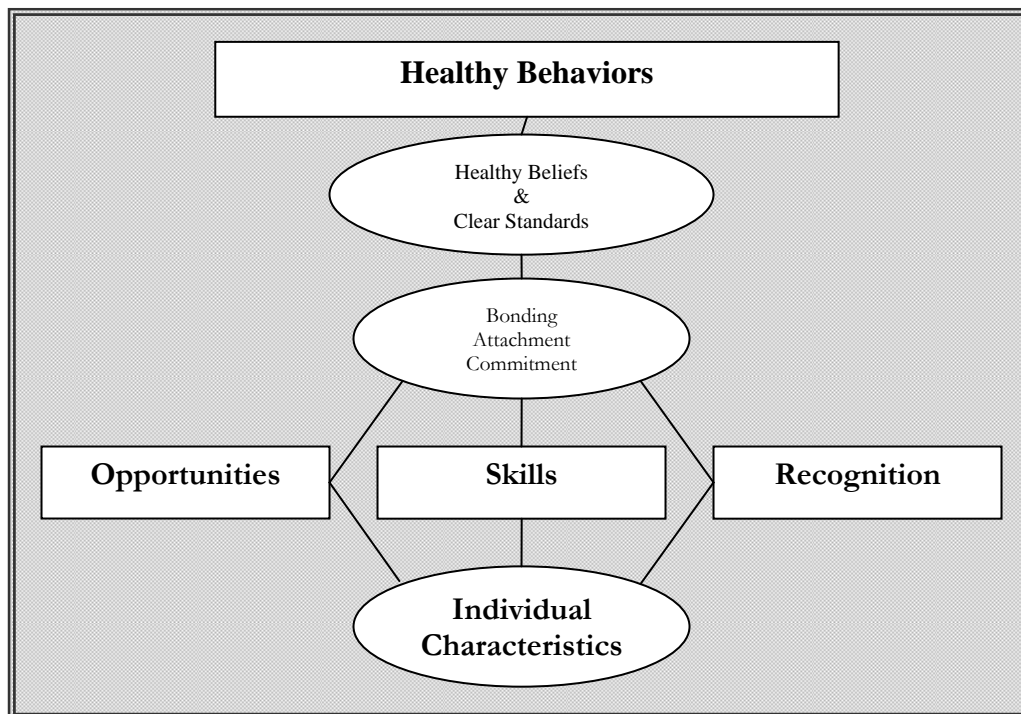 Healthy Behaviors
Healthy Beliefs
&
Clear Standards
Bonding
Attachment
Commitment
Opportunities
Skills
Recognition
Individual
Characteristics